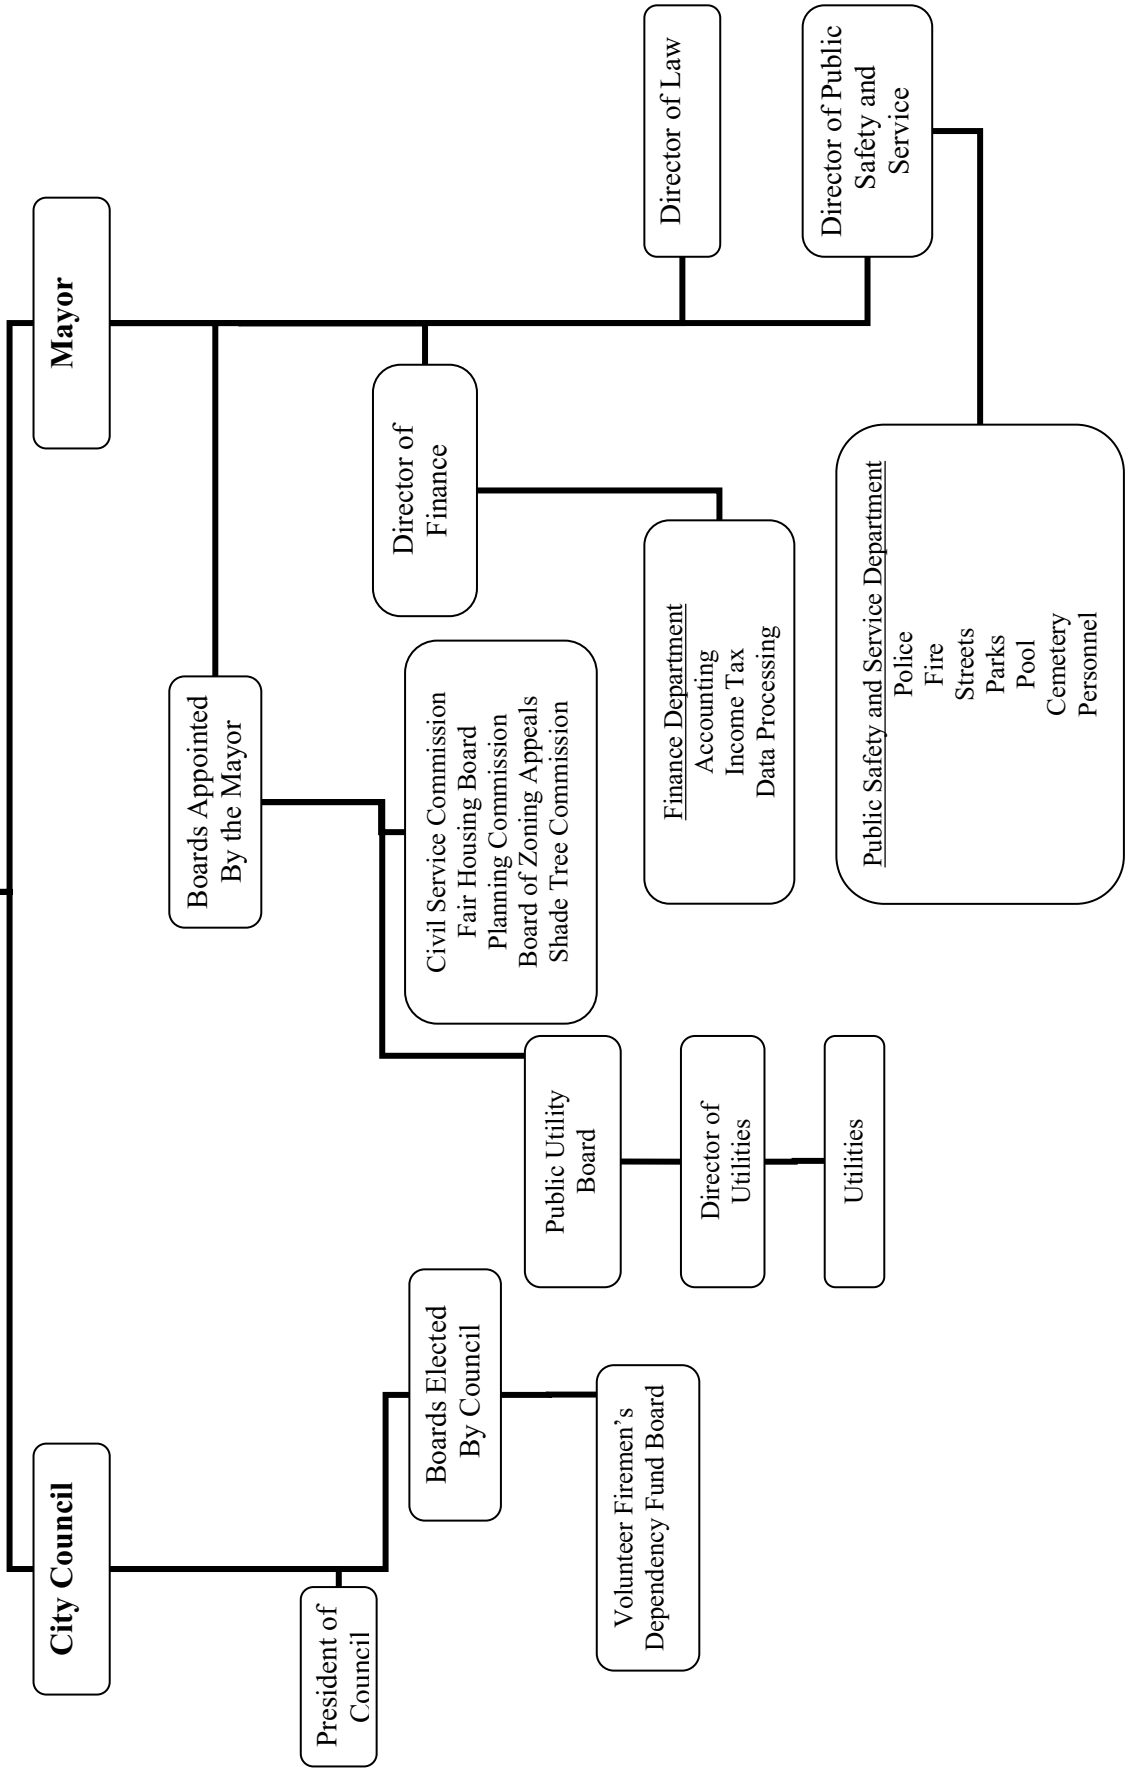 City Council
Mayor
President of
Council
Boards Elected
By Council
Volunteer Firemen’s
Dependency Fund Board
Boards Appointed
By the Mayor
Public Utility
Board
Director of
Utilities
Utilities
Civil Service Commission
Fair Housing Board
Planning Commission
Board of Zoning Appeals
Shade Tree Commission
Director of
Finance
Finance Department
Accounting
Income Tax
Data Processing
Director of Law
Director of Public
Safety and
Service
Public Safety and Service Department
Police
Fire
Streets
Parks
Pool
Cemetery
Personnel